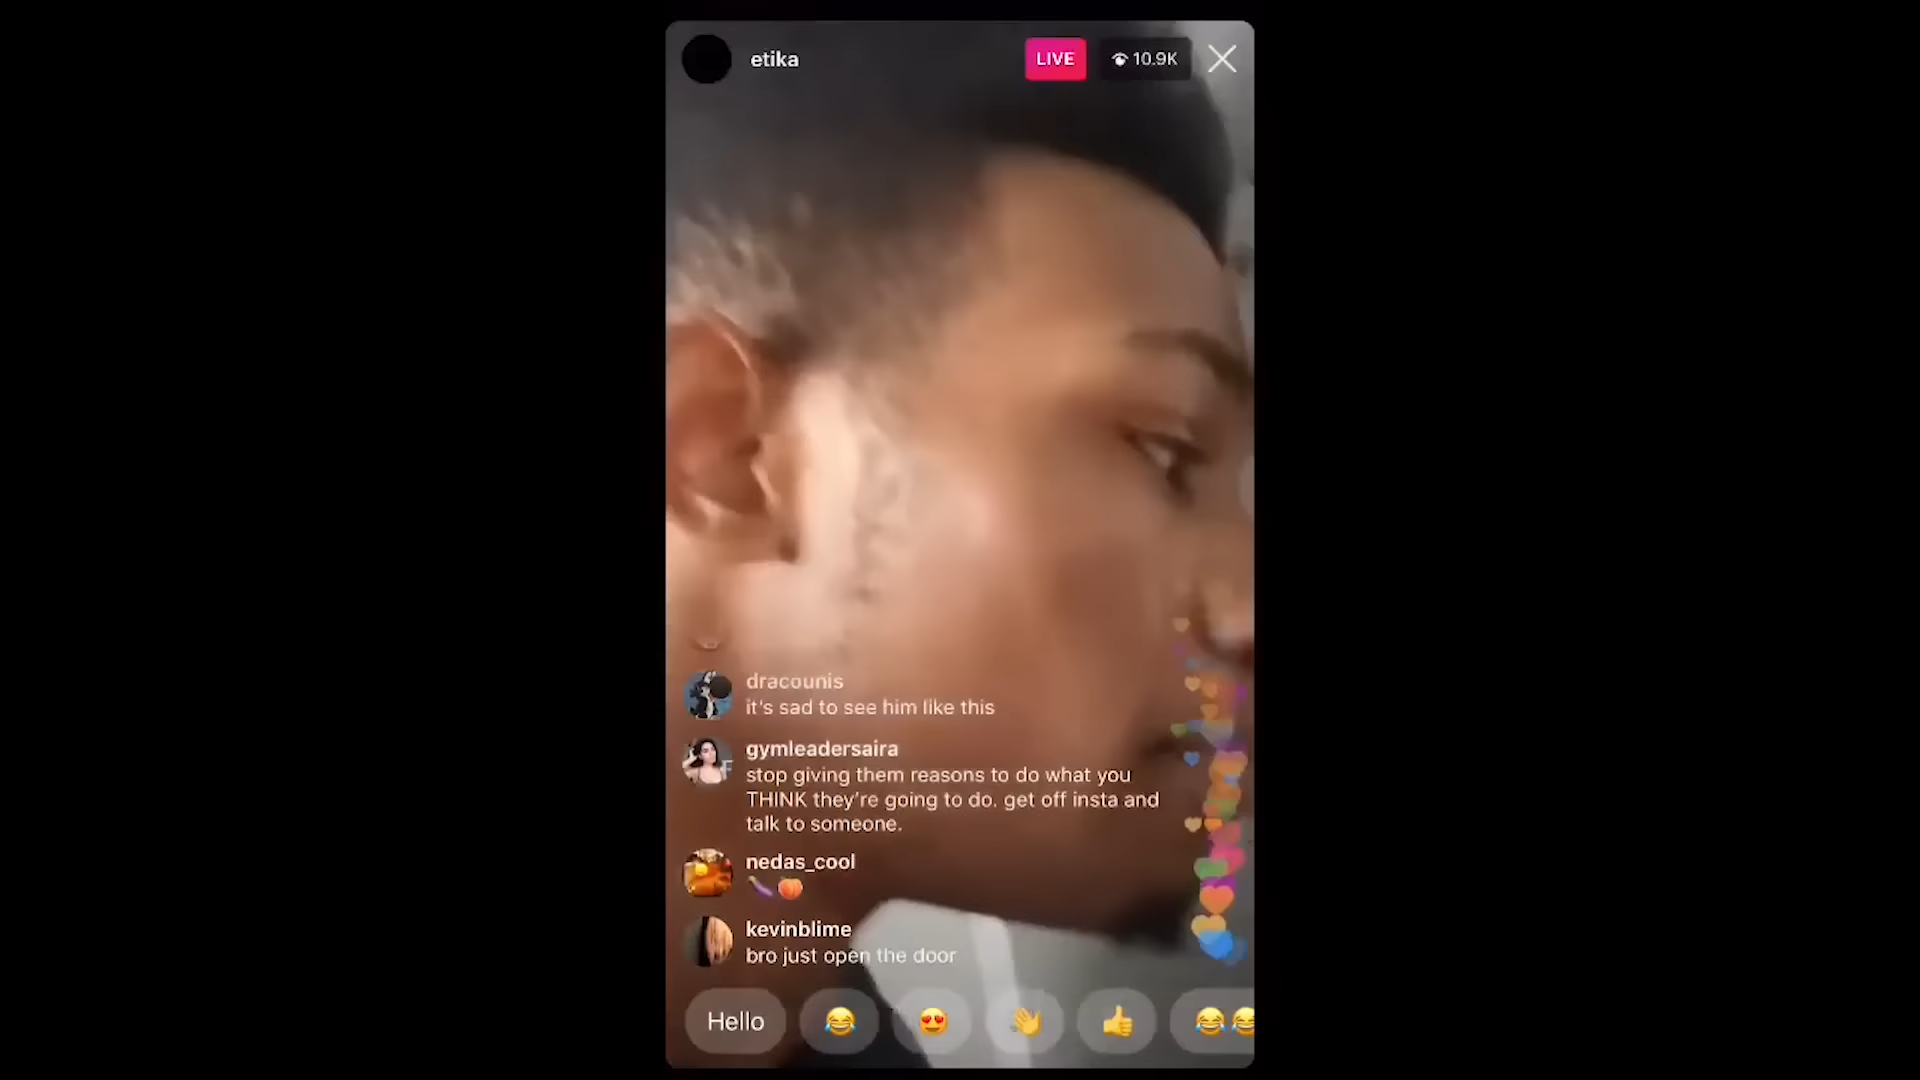 etika
LIVE
10.9K
dracounis
it's sad to see him like this
gymleadersaira
stop giving them reasons to do what you
THINK they're going to do. get off insta and
talk to someone.
nedas_cool
🍆🍑
kevinblime
bro just open the door
Hello